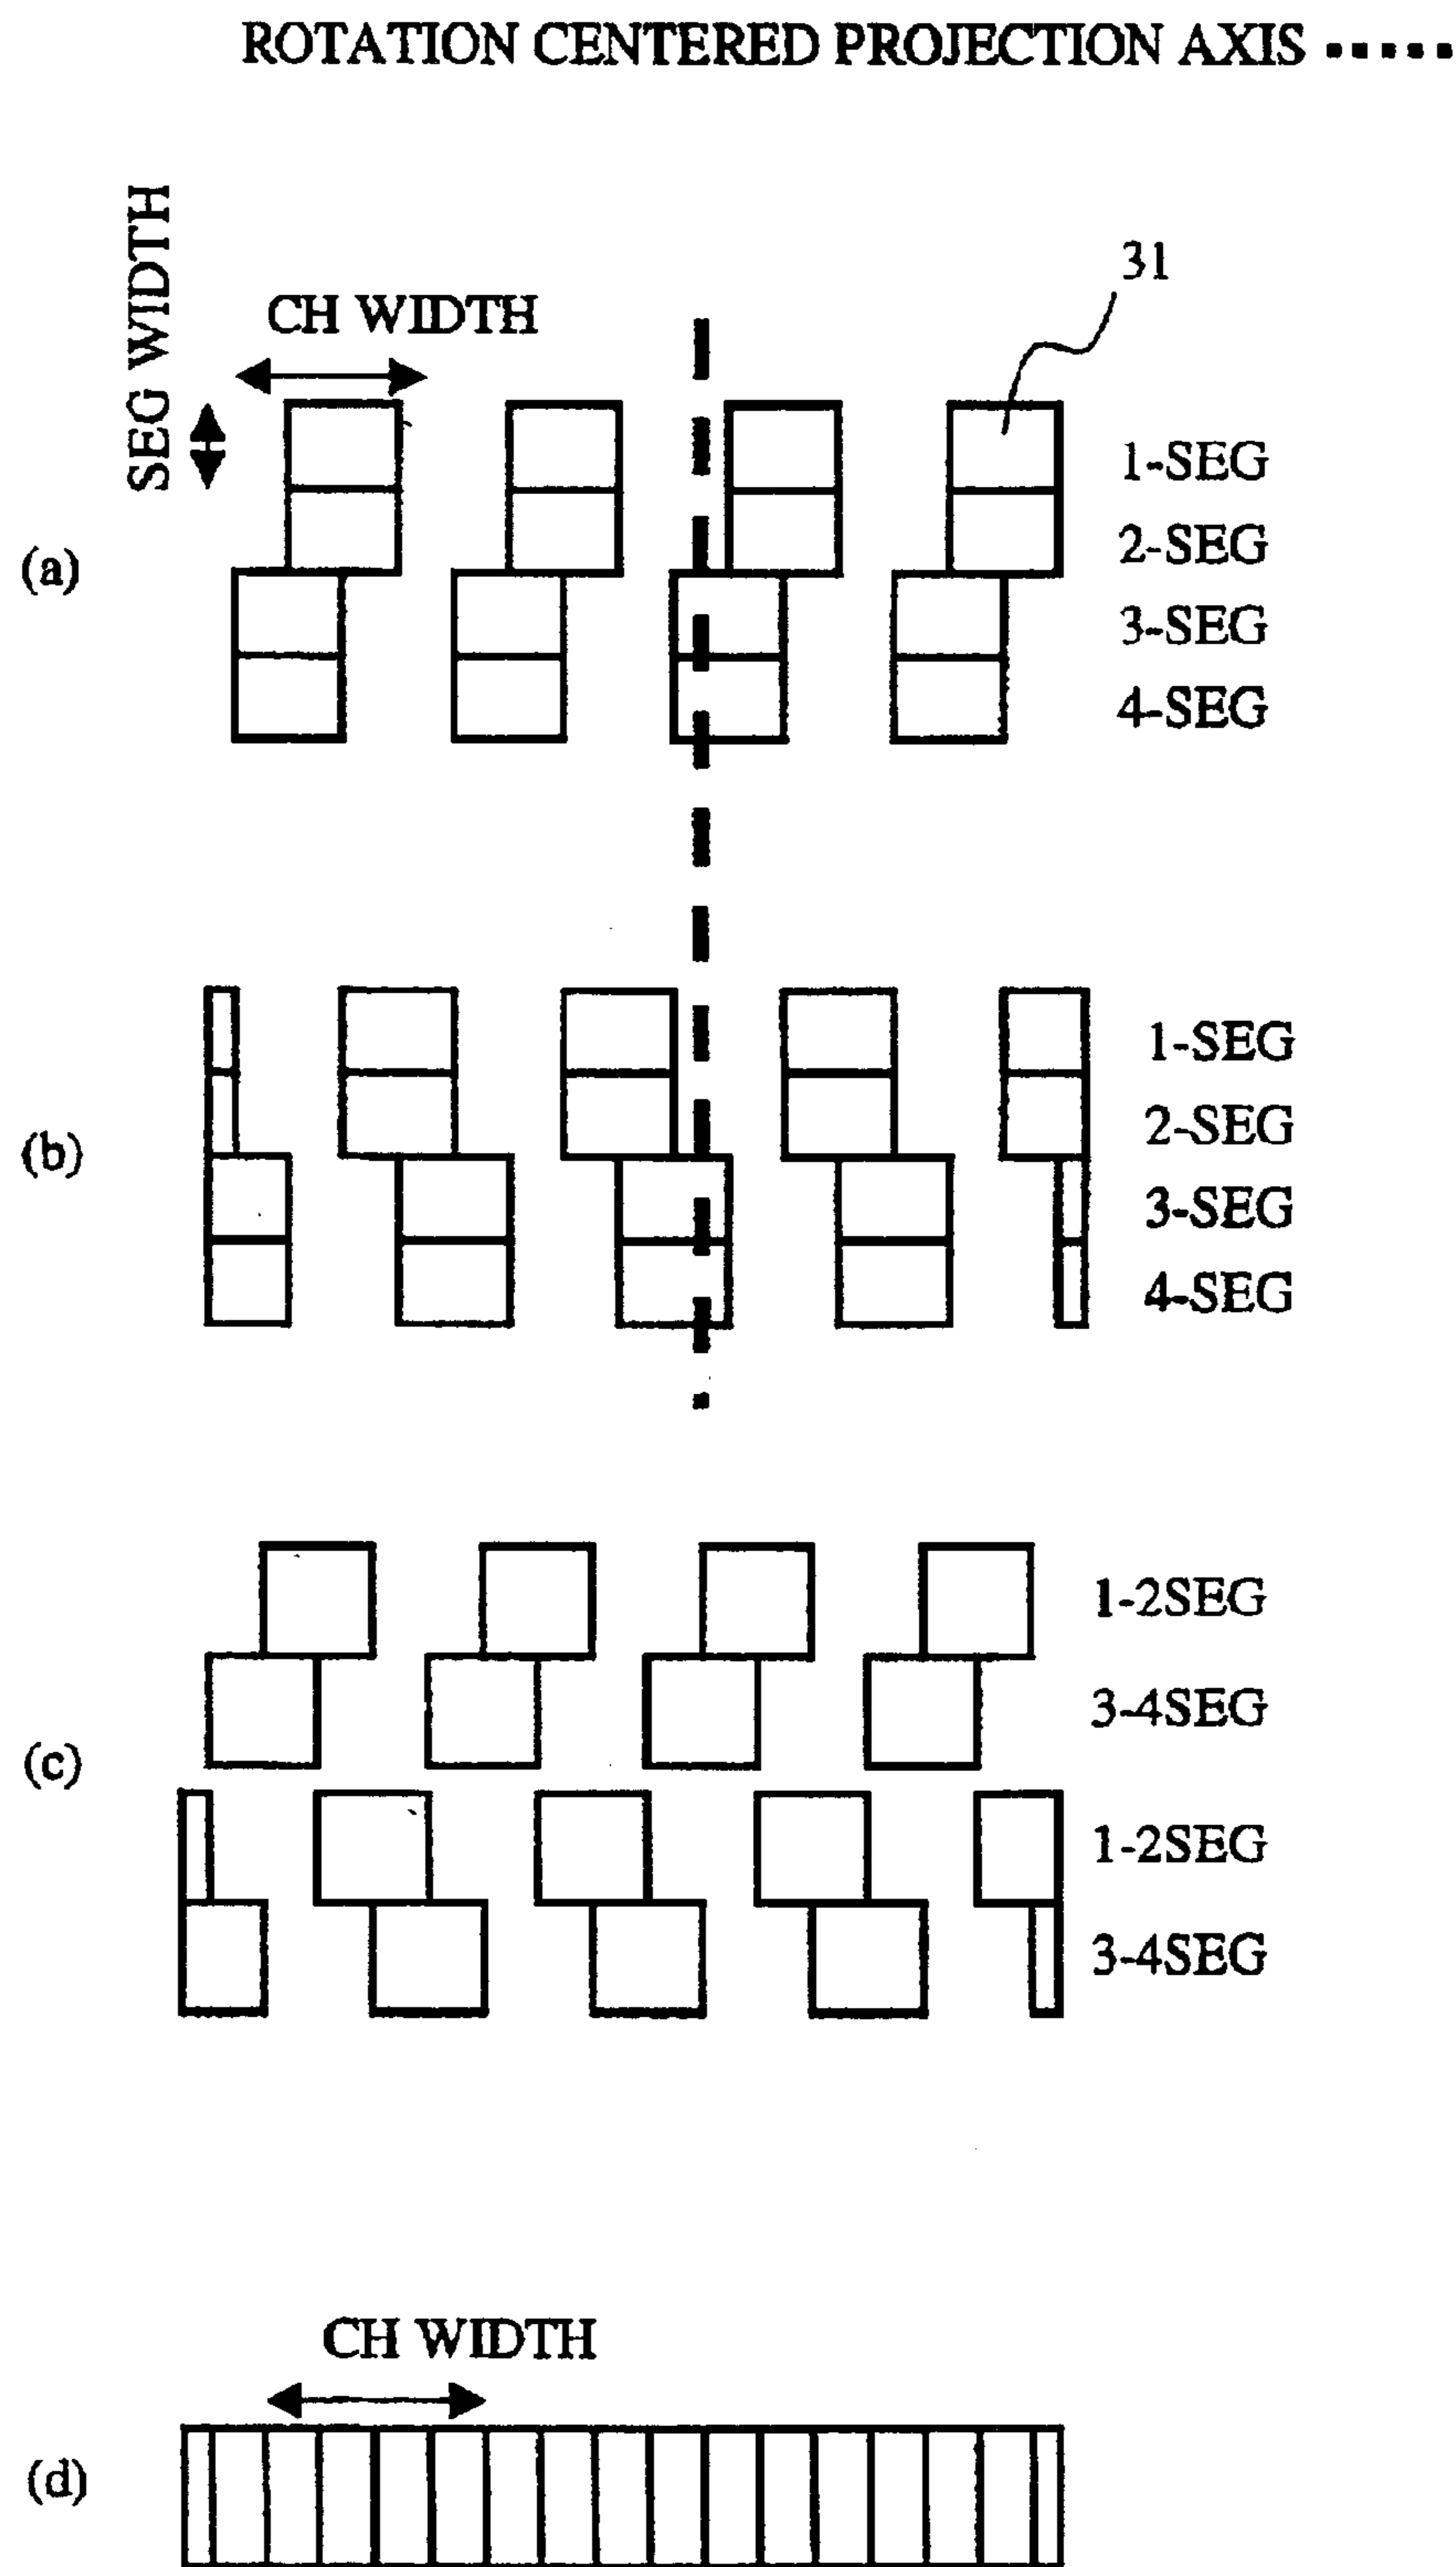 ROTATION CENTERED PROJECTION AXIS
SEG WIDTH
CH WIDTH
31
(a)
1-SEG
2-SEG
3-SEG
4-SEG
(b)
1-SEG
2-SEG
3-SEG
4-SEG
(c)
1-2SEG
3-4SEG
1-2SEG
3-4SEG
CH WIDTH
(d)